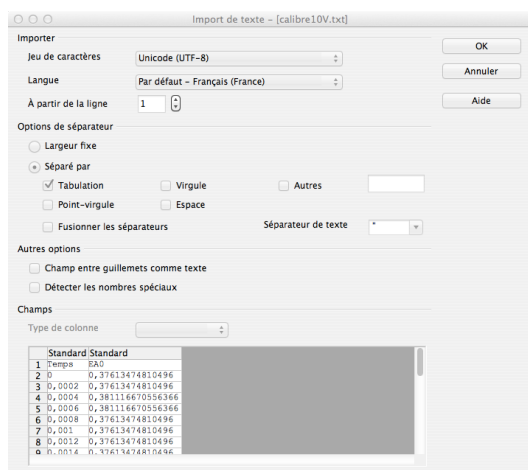 Import de texte – [calibre10V.txt]
Importer
Jeu de caractères Unicode (UTF–8)
Langue Par défaut – Français (France)
À partir de la ligne 1
OK
Annuler
Aide
Options de séparateur
Largeur fixe
Séparé par
Tabulation Virgule Autres
Point-virgule Espace
Fusionner les séparateurs Séparateur de texte "
Autres options
Champ entre guillemets comme texte
Détecter les nombres spéciaux
Champs
Type de colonne
Standard Standard
1 Temps EA0
2 0 0,37613474810496
3 0,0002 0,37613474810496
4 0,0004 0,381116670556366
5 0,0006 0,381116670556366
6 0,0008 0,37613474810496
7 0,001 0,37613474810496
8 0,0012 0,37613474810496
9 0,0014 0,37613474810496